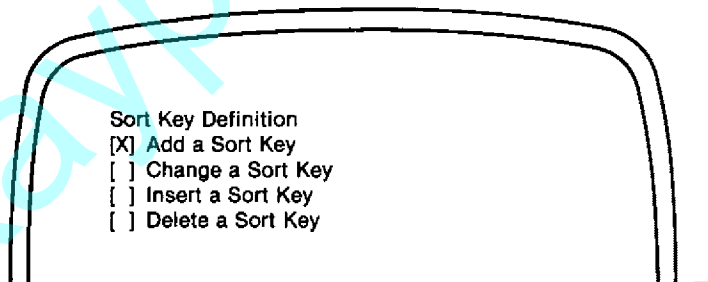 Sort Key Definition
[X] Add a Sort Key
[ ] Change a Sort Key
[ ] Insert a Sort Key
[ ] Delete a Sort Key